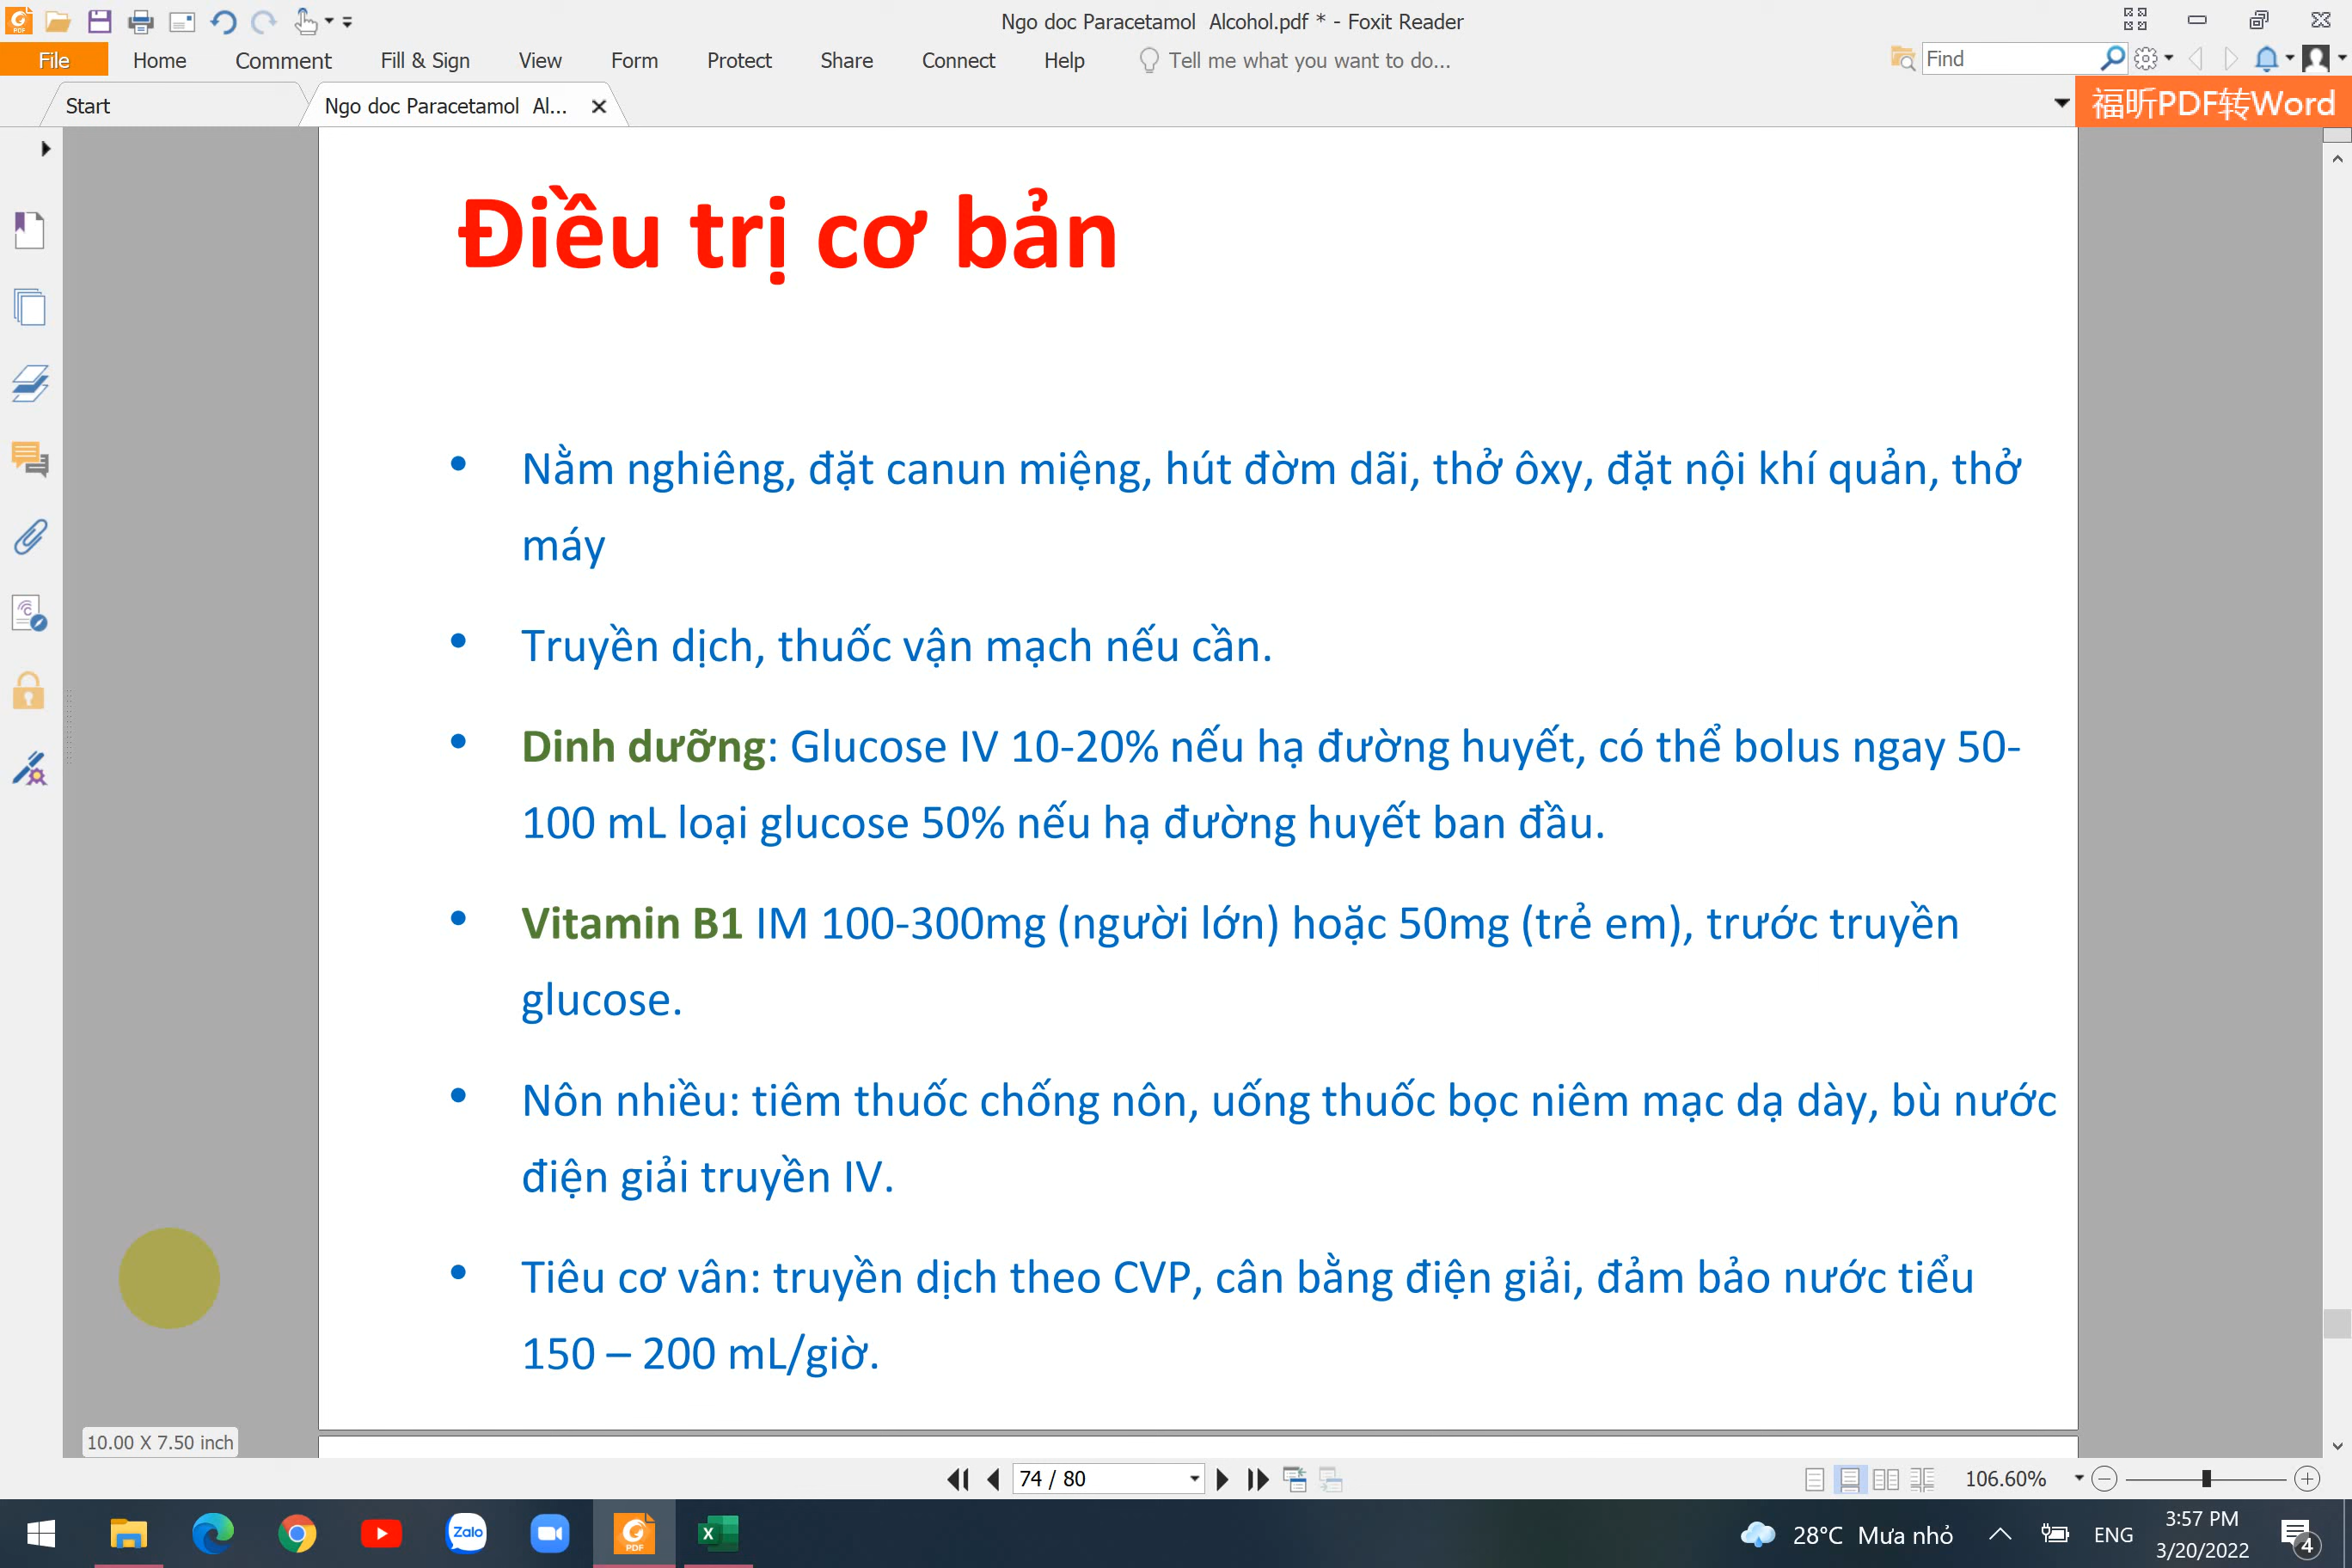 Ngo doc Paracetamol  Alcohol.pdf * - Foxit Reader
File Home Comment Fill & Sign View Form Protect Share Connect Help Tell me what you want to do... Find
Start Ngo doc Paracetamol  Al... 福昕PDF转Word
Điều trị cơ bản
• Nằm nghiêng, đặt canun miệng, hút đờm dãi, thở ôxy, đặt nội khí quản, thở
máy
• Truyền dịch, thuốc vận mạch nếu cần.
• Dinh dưỡng: Glucose IV 10-20% nếu hạ đường huyết, có thể bolus ngay 50-
100 mL loại glucose 50% nếu hạ đường huyết ban đầu.
• Vitamin B1 IM 100-300mg (người lớn) hoặc 50mg (trẻ em), trước truyền
glucose.
• Nôn nhiều: tiêm thuốc chống nôn, uống thuốc bọc niêm mạc dạ dày, bù nước
điện giải truyền IV.
• Tiêu cơ vân: truyền dịch theo CVP, cân bằng điện giải, đảm bảo nước tiểu
150 – 200 mL/giờ.
10.00 X 7.50 inch
74 / 80 106.60%
Zalo PDF X 28°C Mưa nhỏ ENG 3:57 PM
3/20/2022 4